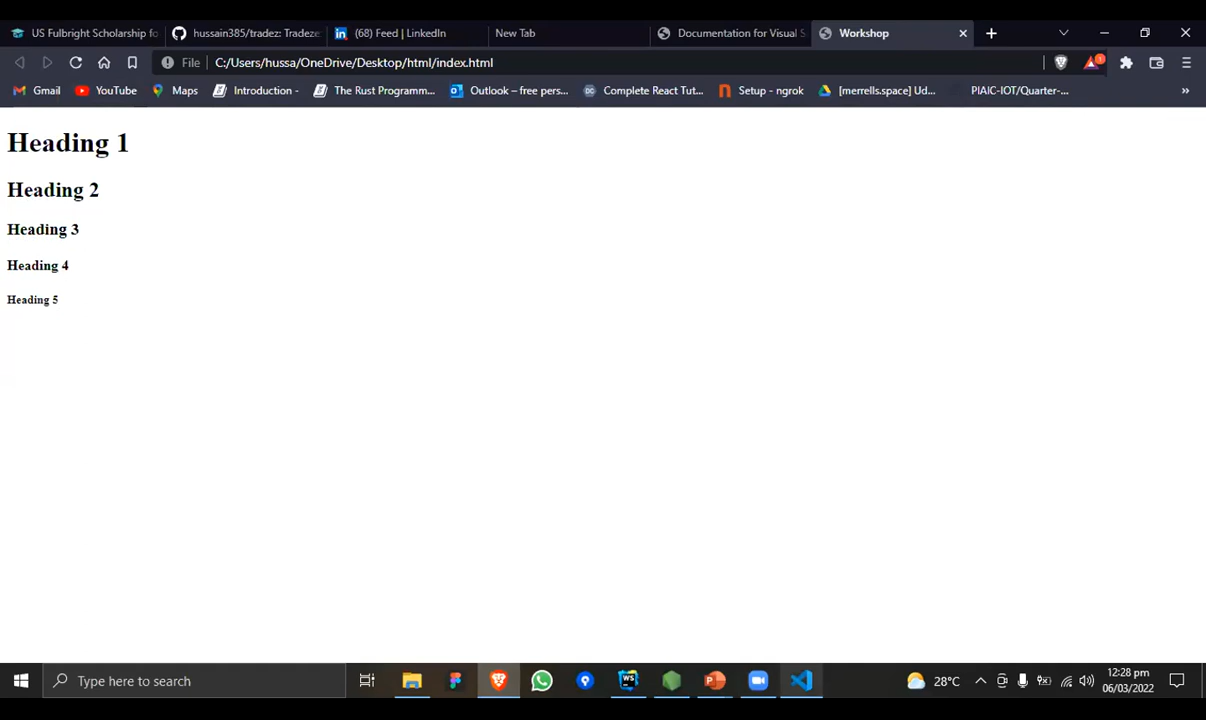 US Fulbright Scholarship fo
hussain385/tradez: Tradeze
(68) Feed | LinkedIn
New Tab
Documentation for Visual S
Workshop
File
C:/Users/hussa/OneDrive/Desktop/html/index.html
1
Gmail
YouTube
Maps
Introduction -
The Rust Programm...
Outlook – free pers...
Complete React Tut...
Setup - ngrok
[merrells.space] Ud...
PIAIC-IOT/Quarter-...
Heading 1
Heading 2
Heading 3
Heading 4
Heading 5
Type here to search
28°C
12:28 pm
06/03/2022